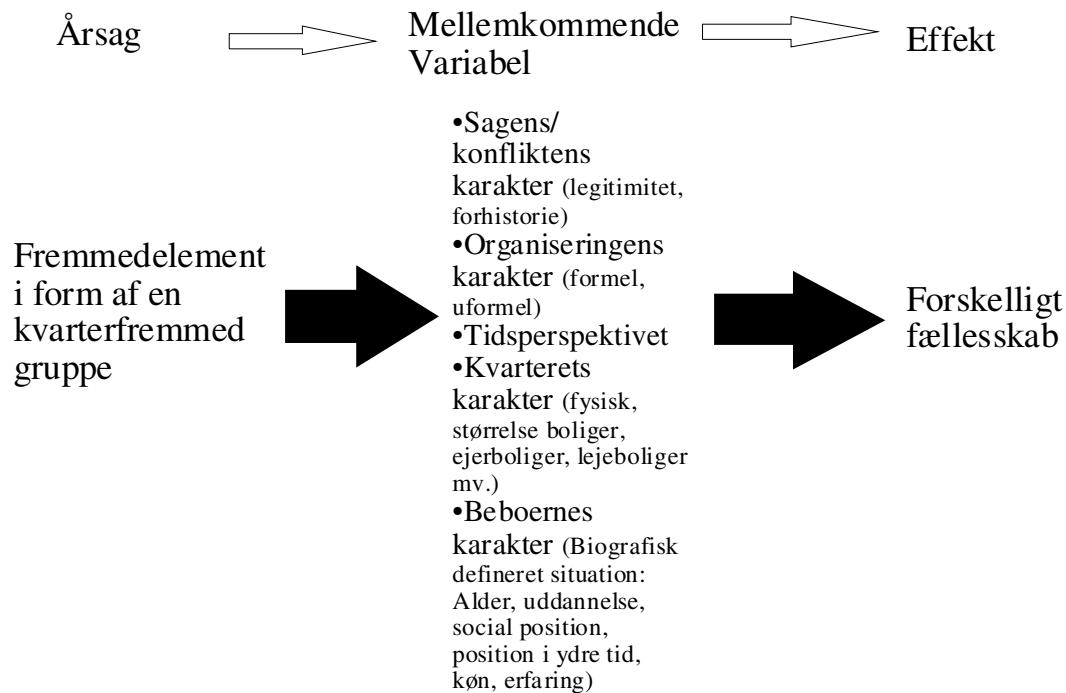 Årsag
Mellemkommende
Variabel
Effekt
Fremmedelement
i form af en
kvarterfremmed
gruppe
•Sagens/
konfliktens
karakter (legitimitet,
forhistorie)
•Organiseringens
karakter (formel,
uformel)
•Tidsperspektivet
•Kvarterets
karakter (fysisk,
størrelse boliger,
ejerboliger, lejeboliger
mv.)
•Beboernes
karakter (Biografisk
defineret situation:
Alder, uddannelse,
social position,
position i ydre tid,
køn, erfaring)
Forskelligt
fællesskab